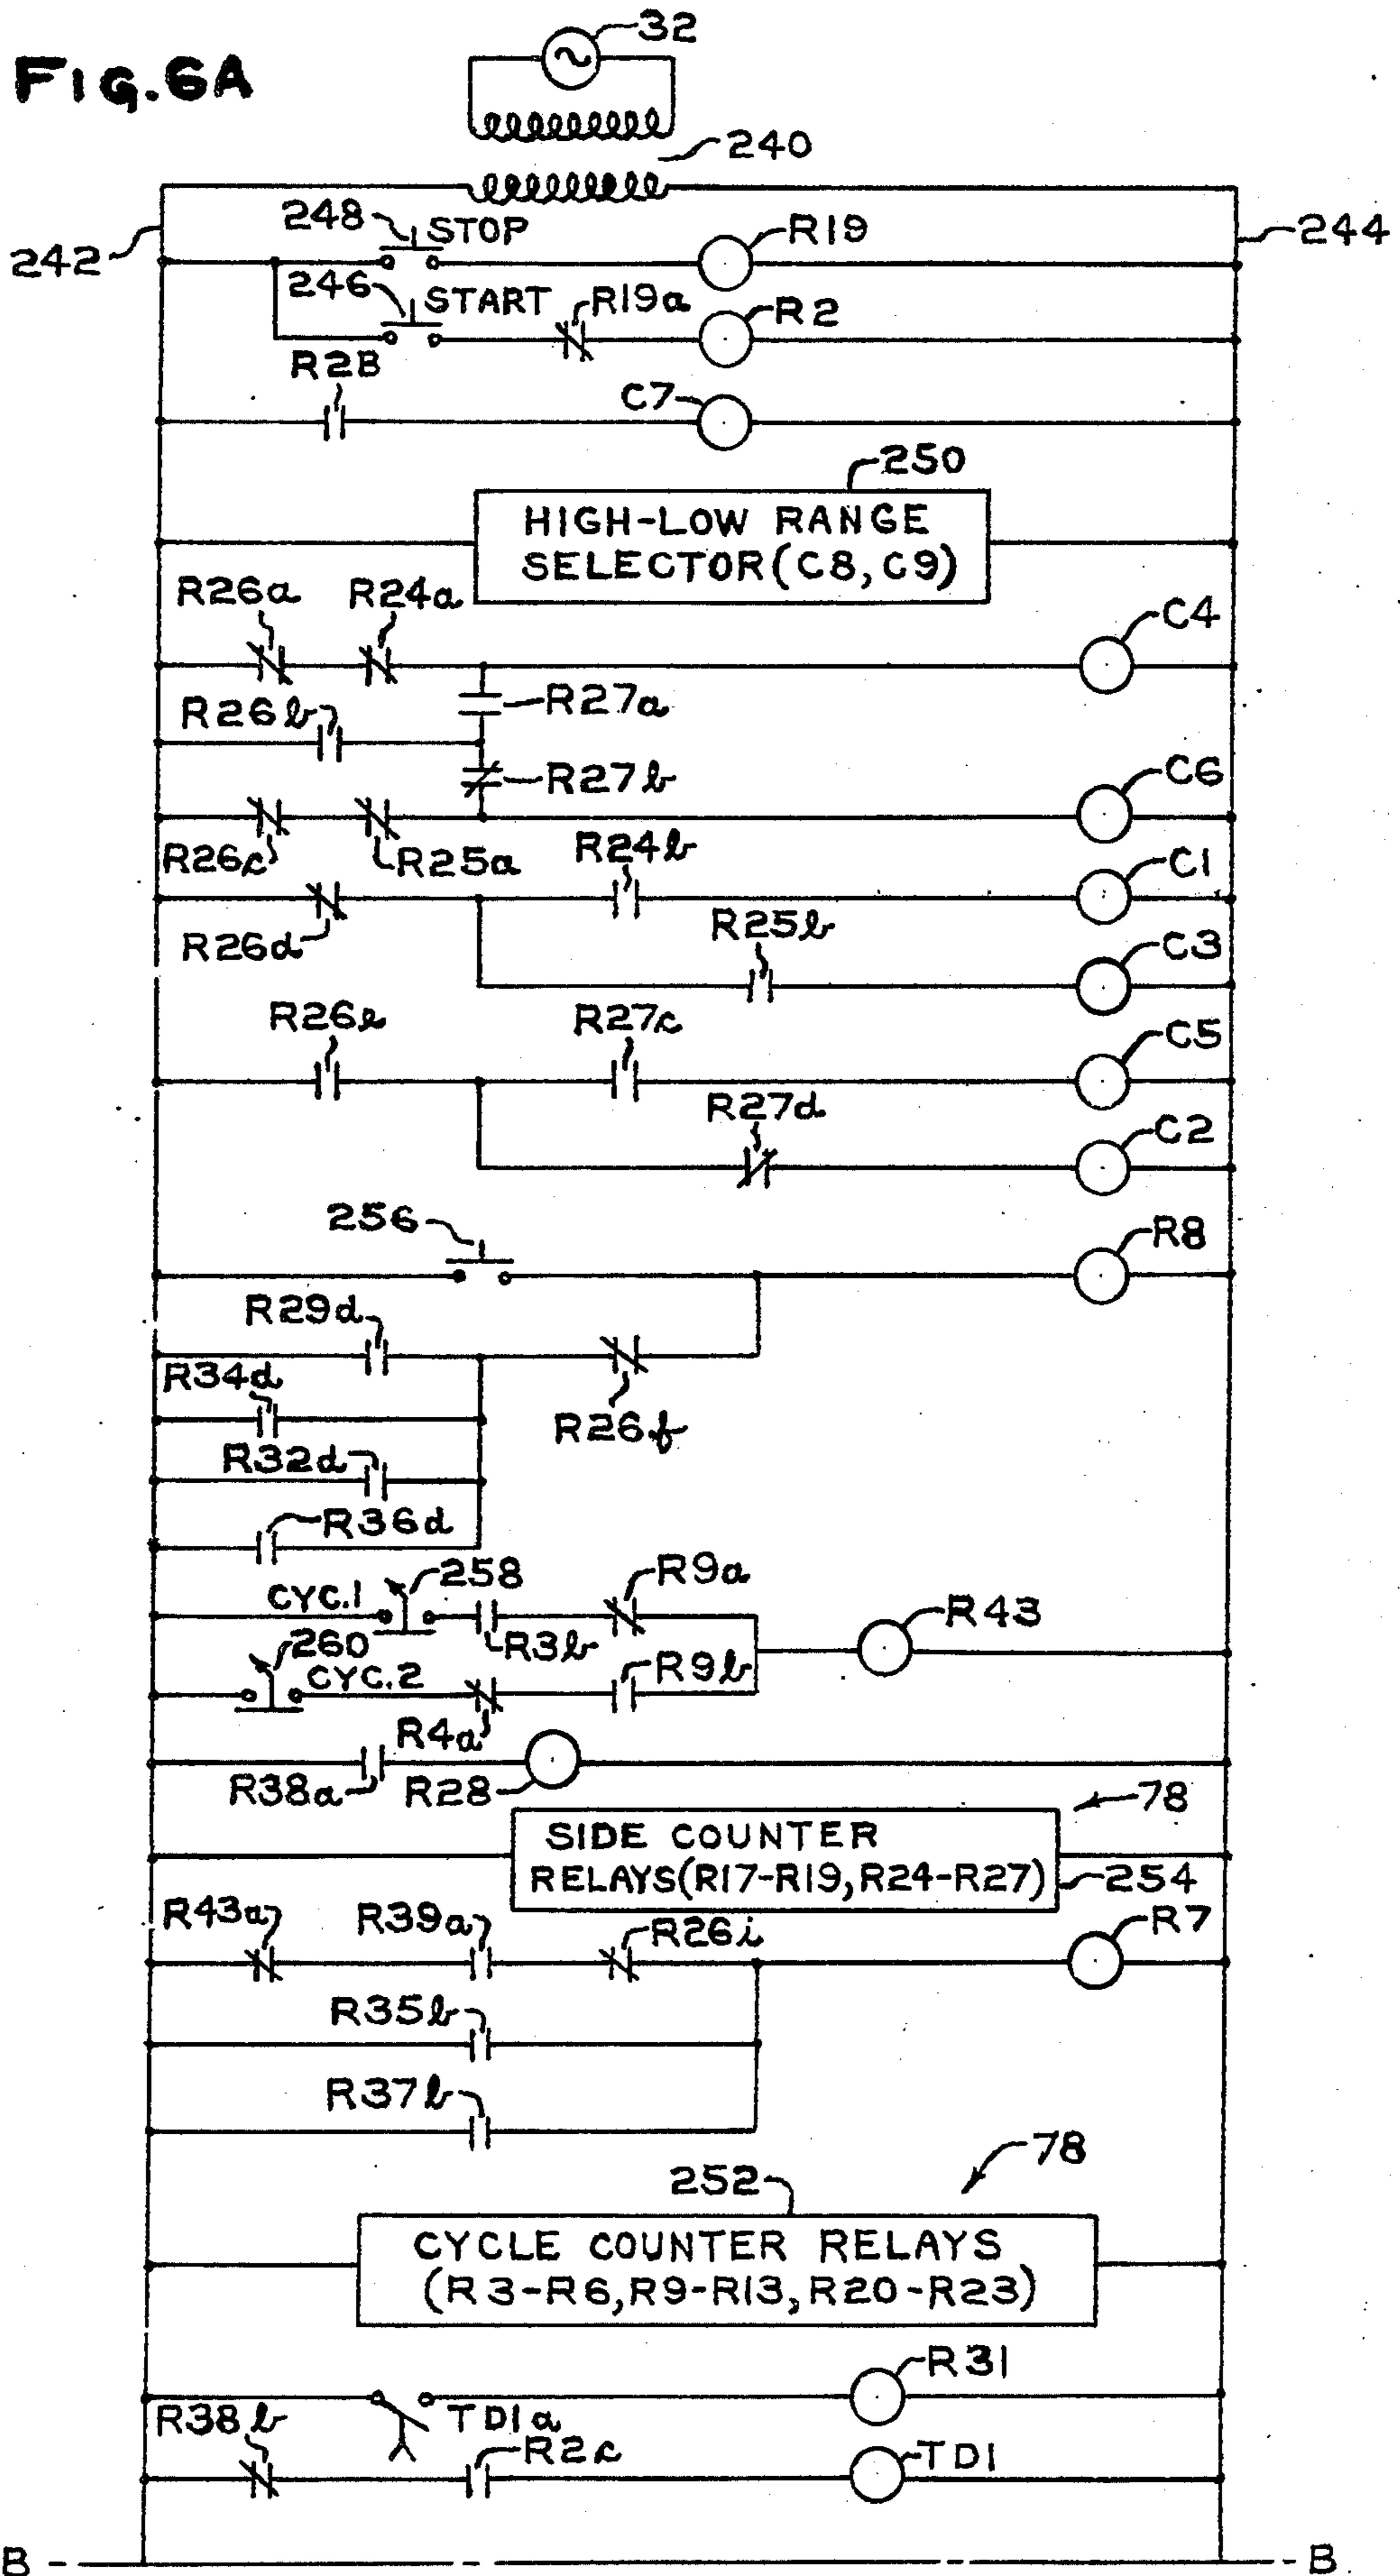 FIG.6A
32
240
242
244
248
STOP
R19
246
START
R19a
R2
R2B
C7
250
HIGH-LOW RANGE
SELECTOR(C8, C9)
R26a
R24a
C4
R27a
R26b
R27b
C6
R26c
R25a
R24b
C1
R26d
R25b
C3
R26e
R27c
C5
R27d
C2
256
R8
R29d
R34d
R26f
R32d
R36d
CYC.1
258
R9a
R3b
R43
260
CYC.2
R9b
R4a
R38a
R28
78
SIDE COUNTER
RELAYS(R17-R19, R24-R27)
254
R43a
R39a
R26i
R7
R35b
R37b
78
252
CYCLE COUNTER RELAYS
(R3-R6, R9-R13, R20-R23)
R31
TD1a
R38b
R2c
TD1
B
B